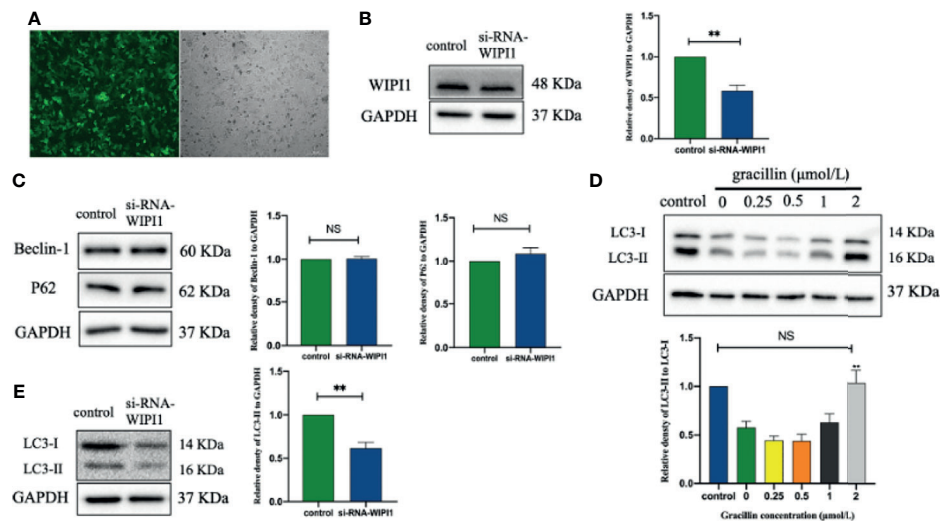 A
B
control
si-RNA-
WIPI1
WIPI1
48 KDa
GAPDH
37 KDa
Relative density of WIPI1 to GAPDH
1.5
1.0
0.5
0.0
**
control
si-RNA-WIPI1
C
control
si-RNA-
WIPI1
Beclin-1
60 KDa
P62
62 KDa
GAPDH
37 KDa
Relative density of Beclin-1 to GAPDH
1.5
1.0
0.5
0.0
NS
control
si-RNA-WIPI1
Relative density of P62 to GAPDH
1.5
1.0
0.5
0.0
NS
control
si-RNA-WIPI1
D
gracillin (μmol/L)
control 0 0.25 0.5 1 2
LC3-I
14 KDa
LC3-II
16 KDa
GAPDH
37 KDa
Relative density of LC3-II to LC3-I
1.5
1.0
0.5
0.0
NS
**
control 0 0.25 0.5 1 2
Gracillin concentration (μmol/L)
E
control
si-RNA-
WIPI1
LC3-I
14 KDa
LC3-II
16 KDa
GAPDH
37 KDa
Relative density of LC3-II to GAPDH
1.5
1.0
0.5
0.0
**
control
si-RNA-WIPI1